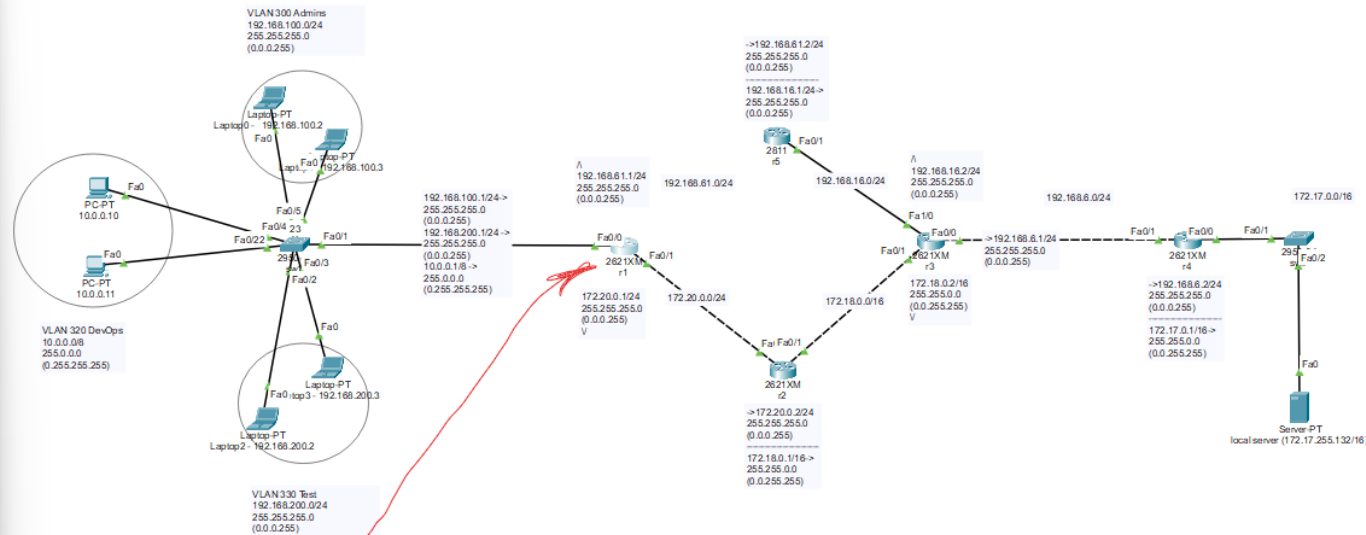 VLAN 300 Admins
192.168.100.0/24
255.255.255.0
(0.0.0.255)
Laptop-PT
Laptop0 - 192.168.100.2
Fa0
Fa0
192.168.100.3
PC-PT
10.0.0.10
Fa0
PC-PT
10.0.0.11
Fa0
VLAN 320 DevOps
10.0.0.0/8
255.0.0.0
(0.255.255.255)
Fa0/5
23
Fa0/4
Fa0/22
Fa0/1
Fa0/3
Fa0/2
Fa0
Laptop-PT
top3 - 192.168.200.3
Fa0
Laptop-PT
Laptop2 - 192.168.200.2
VLAN 330 Test
192.168.200.0/24
255.255.255.0
(0.0.0.255)
192.168.100.1/24->
255.255.255.0
(0.0.0.255)
192.168.200.1/24 ->
255.255.255.0
(0.0.0.255)
10.0.0.1/8 ->
255.0.0.0
(0.255.255.255)
/\
192.168.61.1/24
255.255.255.0
(0.0.0.255)
192.168.61.0/24
Fa0/0
Fa0/1
2621XM
r1
172.20.0.1/24
255.255.255.0
(0.0.0.255)
\/
172.20.0.0/24
->192.168.61.2/24
255.255.255.0
(0.0.0.255)
192.168.16.1/24->
255.255.255.0
(0.0.0.255)
Fa0/1
2811
r5
192.168.16.0/24
Fa0/1
2621XM
r2
->172.20.0.2/24
255.255.255.0
(0.0.0.255)
172.18.0.1/16->
255.255.0.0
(0.0.255.255)
172.18.0.0/16
/\
192.168.16.2/24
255.255.255.0
(0.0.0.255)
Fa1/0
Fa0/0
Fa0/1
2621XM
r3
172.18.0.2/16
255.255.0.0
(0.0.0.255)
\/
->192.168.6.1/24
255.255.255.0
(0.0.0.255)
192.168.6.0/24
Fa0/1
Fa0/0
2621XM
r4
->192.168.6.2/24
255.255.255.0
(0.0.0.255)
172.17.0.1/16->
255.255.0.0
(0.0.255.255)
172.17.0.0/16
Fa0/1
Fa0/2
Fa0
Server-PT
local server (172.17.255.132/16